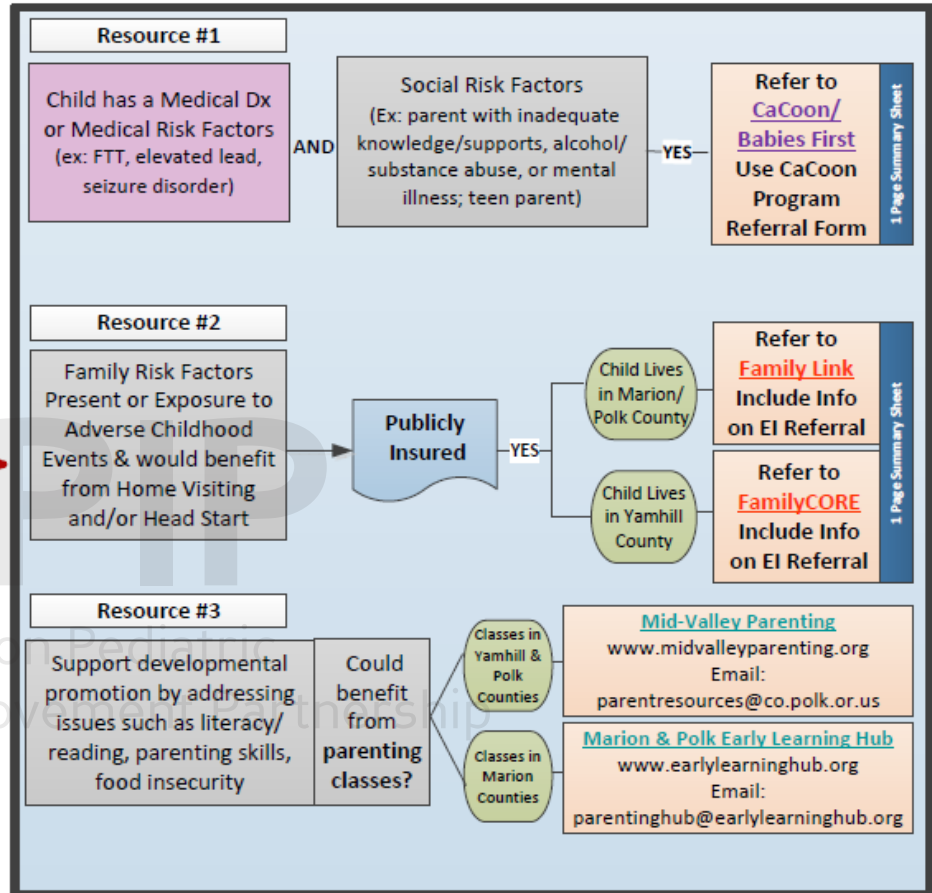 Resource #1
Child has a Medical Dx
or Medical Risk Factors
(ex: FTT, elevated lead,
seizure disorder)
AND
Social Risk Factors
(Ex: parent with inadequate
knowledge/supports, alcohol/
substance abuse, or mental
illness; teen parent)
YES
Refer to
CaCoon/
Babies First
Use CaCoon
Program
Referral Form
1 Page Summary Sheet
Resource #2
Family Risk Factors
Present or Exposure to
Adverse Childhood
Events & would benefit
from Home Visiting
and/or Head Start
Publicly
Insured
YES
Child Lives
in Marion/
Polk County
Refer to
Family Link
Include Info
on EI Referral
Child Lives
in Yamhill
County
Refer to
FamilyCORE
Include Info
on EI Referral
1 Page Summary Sheet
Resource #3
Support developmental
promotion by addressing
issues such as literacy/
reading, parenting skills,
food insecurity
Could
benefit
from
parenting
classes?
Classes in
Yamhill &
Polk
Counties
Mid-Valley Parenting
www.midvalleyparenting.org
Email:
parentresources@co.polk.or.us
Classes in
Marion
Counties
Marion & Polk Early Learning Hub
www.earlylearninghub.org
Email:
parentinghub@earlylearninghub.org
PIP
on Pediatric
ovement Partnership